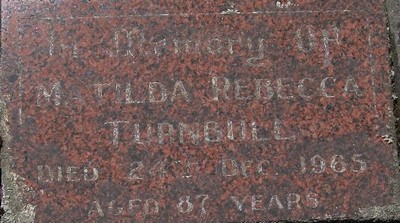 In Memory Of
MATILDA REBECCA
TURNBULL
DIED 24TH DEC. 1965
AGED 87 YEARS